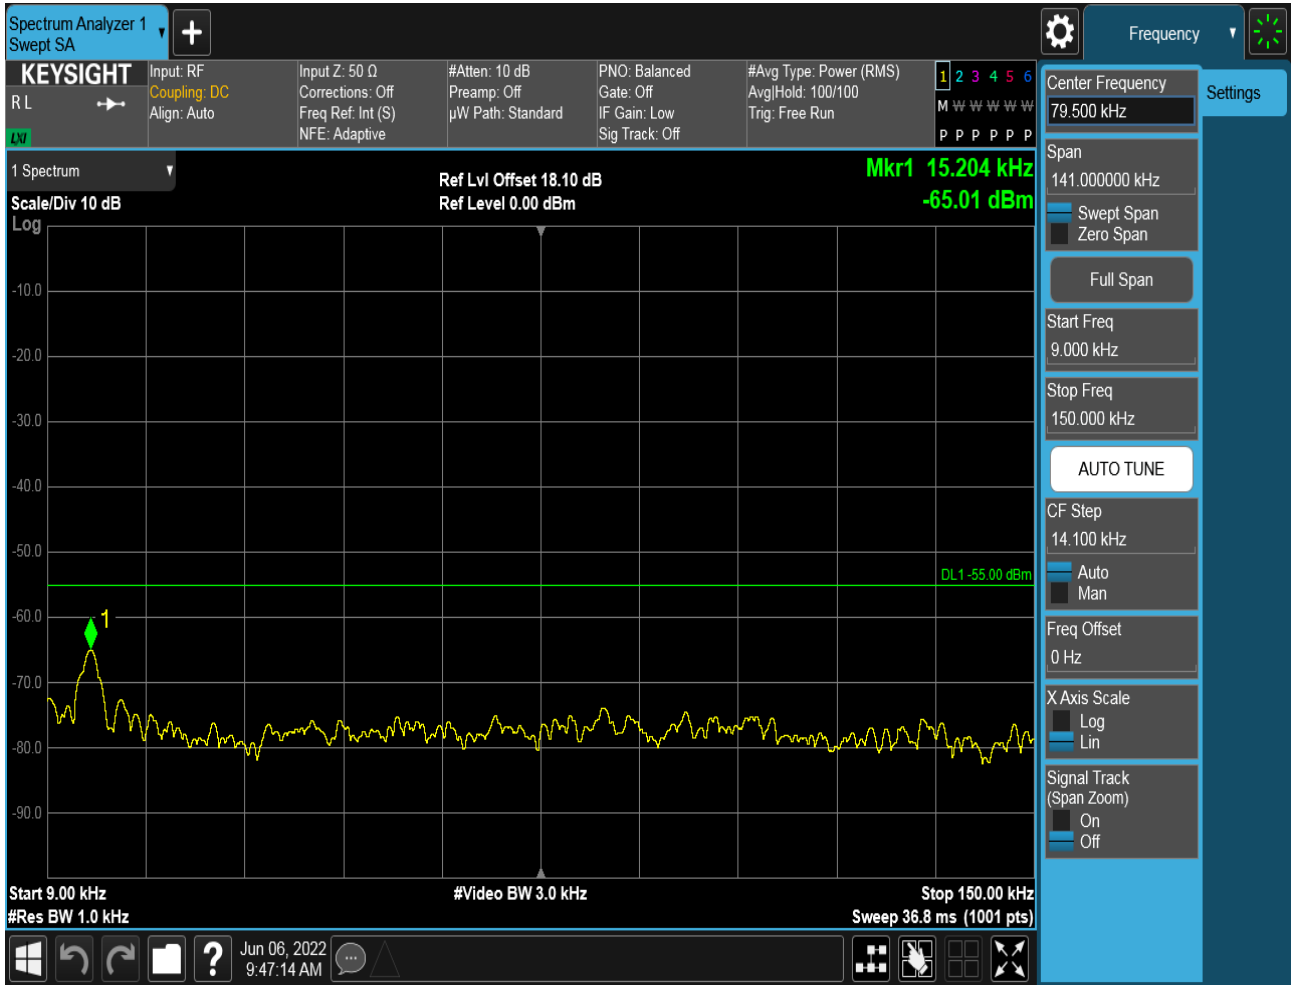 Spectrum Analyzer 1
Swept SA
Frequency
KEYSIGHT
R L
LXI
Input: RF
Coupling: DC
Align: Auto
Input Z: 50 Ω
Corrections: Off
Freq Ref: Int (S)
NFE: Adaptive
#Atten: 10 dB
Preamp: Off
µW Path: Standard
PNO: Balanced
Gate: Off
IF Gain: Low
Sig Track: Off
#Avg Type: Power (RMS)
Avg|Hold: 100/100
Trig: Free Run
1 2 3 4 5 6
M W W W W W
P P P P P P
1 Spectrum
Scale/Div 10 dB
Log
Ref Lvl Offset 18.10 dB
Ref Level 0.00 dBm
Mkr1 15.204 kHz
-65.01 dBm
-10.0
-20.0
-30.0
-40.0
-50.0
DL1 -55.00 dBm
-60.0
1
-70.0
-80.0
-90.0
Start 9.00 kHz
#Res BW 1.0 kHz
#Video BW 3.0 kHz
Stop 150.00 kHz
Sweep 36.8 ms (1001 pts)
Center Frequency
79.500 kHz
Settings
Span
141.000000 kHz
Swept Span
Zero Span
Full Span
Start Freq
9.000 kHz
Stop Freq
150.000 kHz
AUTO TUNE
CF Step
14.100 kHz
Auto
Man
Freq Offset
0 Hz
X Axis Scale
Log
Lin
Signal Track
(Span Zoom)
On
Off
?
Jun 06, 2022
9:47:14 AM